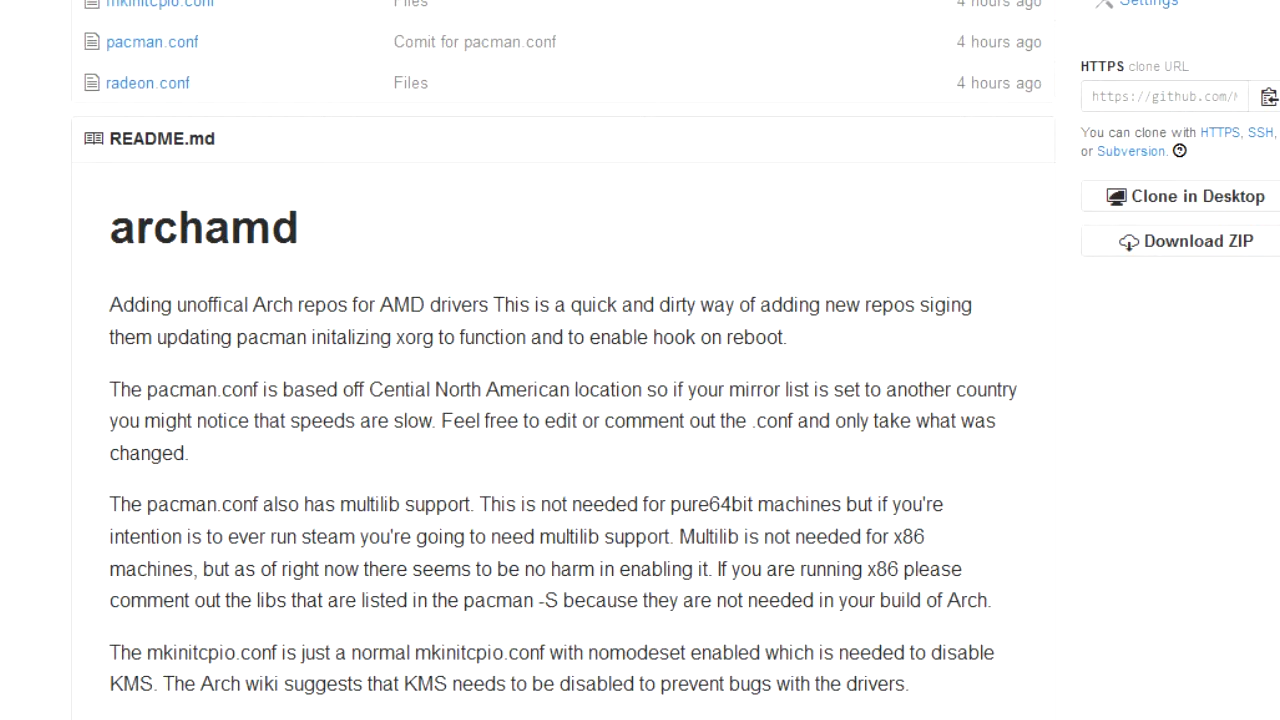 mkinitcpio.conf Files 4 hours ago
Settings
pacman.conf Comit for pacman.conf 4 hours ago
radeon.conf Files 4 hours ago
HTTPS clone URL
https://github.com/
You can clone with HTTPS, SSH,
or Subversion.
Clone in Desktop
Download ZIP
README.md
archamd
Adding unoffical Arch repos for AMD drivers This is a quick and dirty way of adding new repos siging
them updating pacman initalizing xorg to function and to enable hook on reboot.
The pacman.conf is based off Cential North American location so if your mirror list is set to another country
you might notice that speeds are slow. Feel free to edit or comment out the .conf and only take what was
changed.
The pacman.conf also has multilib support. This is not needed for pure64bit machines but if you're
intention is to ever run steam you're going to need multilib support. Multilib is not needed for x86
machines, but as of right now there seems to be no harm in enabling it. If you are running x86 please
comment out the libs that are listed in the pacman -S because they are not needed in your build of Arch.
The mkinitcpio.conf is just a normal mkinitcpio.conf with nomodeset enabled which is needed to disable
KMS. The Arch wiki suggests that KMS needs to be disabled to prevent bugs with the drivers.